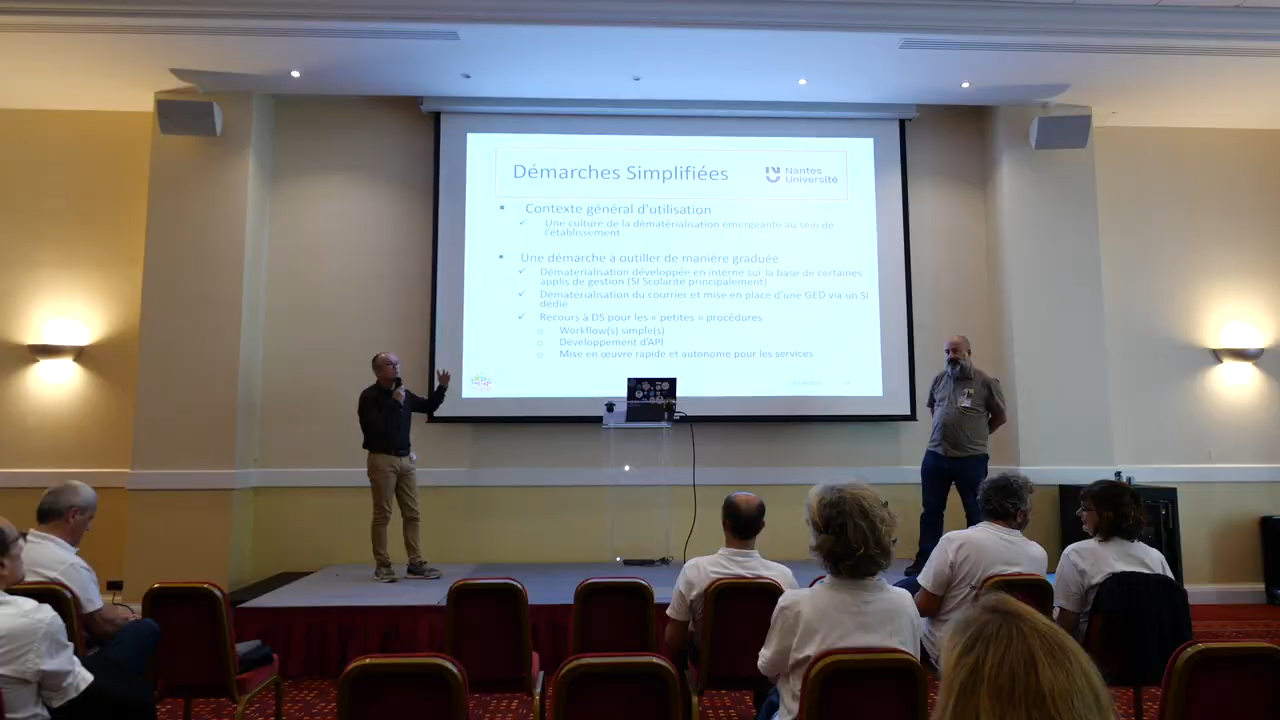 Démarches Simplifiées
Nantes
Université
Contexte général d'utilisation
Une culture de la dématérialisation émergeante au sein de
l'établissement
Une démarche à outiller de manière graduée
Dématérialisation développée en interne sur la base de certaines
applis de gestion (SI Scolarité principalement)
Dématérialisation du courrier et mise en place d'une GED via un SI
dédié
Recours à DS pour les « petites » procédures
Workflow(s) simple(s)
Développement d'API
Mise en œuvre rapide et autonome pour les services